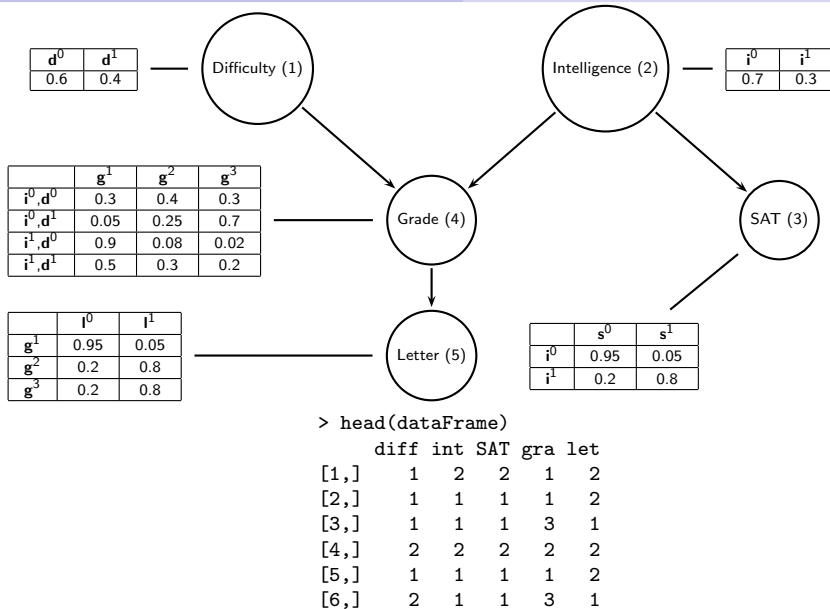 Difficulty (1)
Intelligence (2)
d⁰ d¹
0.6 0.4
i⁰ i¹
0.7 0.3
g¹ g² g³
i⁰,d⁰ 0.3 0.4 0.3
i⁰,d¹ 0.05 0.25 0.7
i¹,d⁰ 0.9 0.08 0.02
i¹,d¹ 0.5 0.3 0.2
Grade (4)
SAT (3)
l⁰ l¹
g¹ 0.95 0.05
g² 0.2 0.8
g³ 0.2 0.8
Letter (5)
s⁰ s¹
i⁰ 0.95 0.05
i¹ 0.2 0.8
> head(dataFrame)
diff int SAT gra let
[1,] 1 2 2 1 2
[2,] 1 1 1 1 2
[3,] 1 1 1 3 1
[4,] 2 2 2 2 2
[5,] 1 1 1 1 2
[6,] 2 1 1 3 1